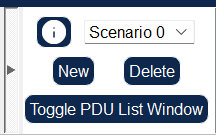 i Scenario 0
New Delete
Toggle PDU List Window